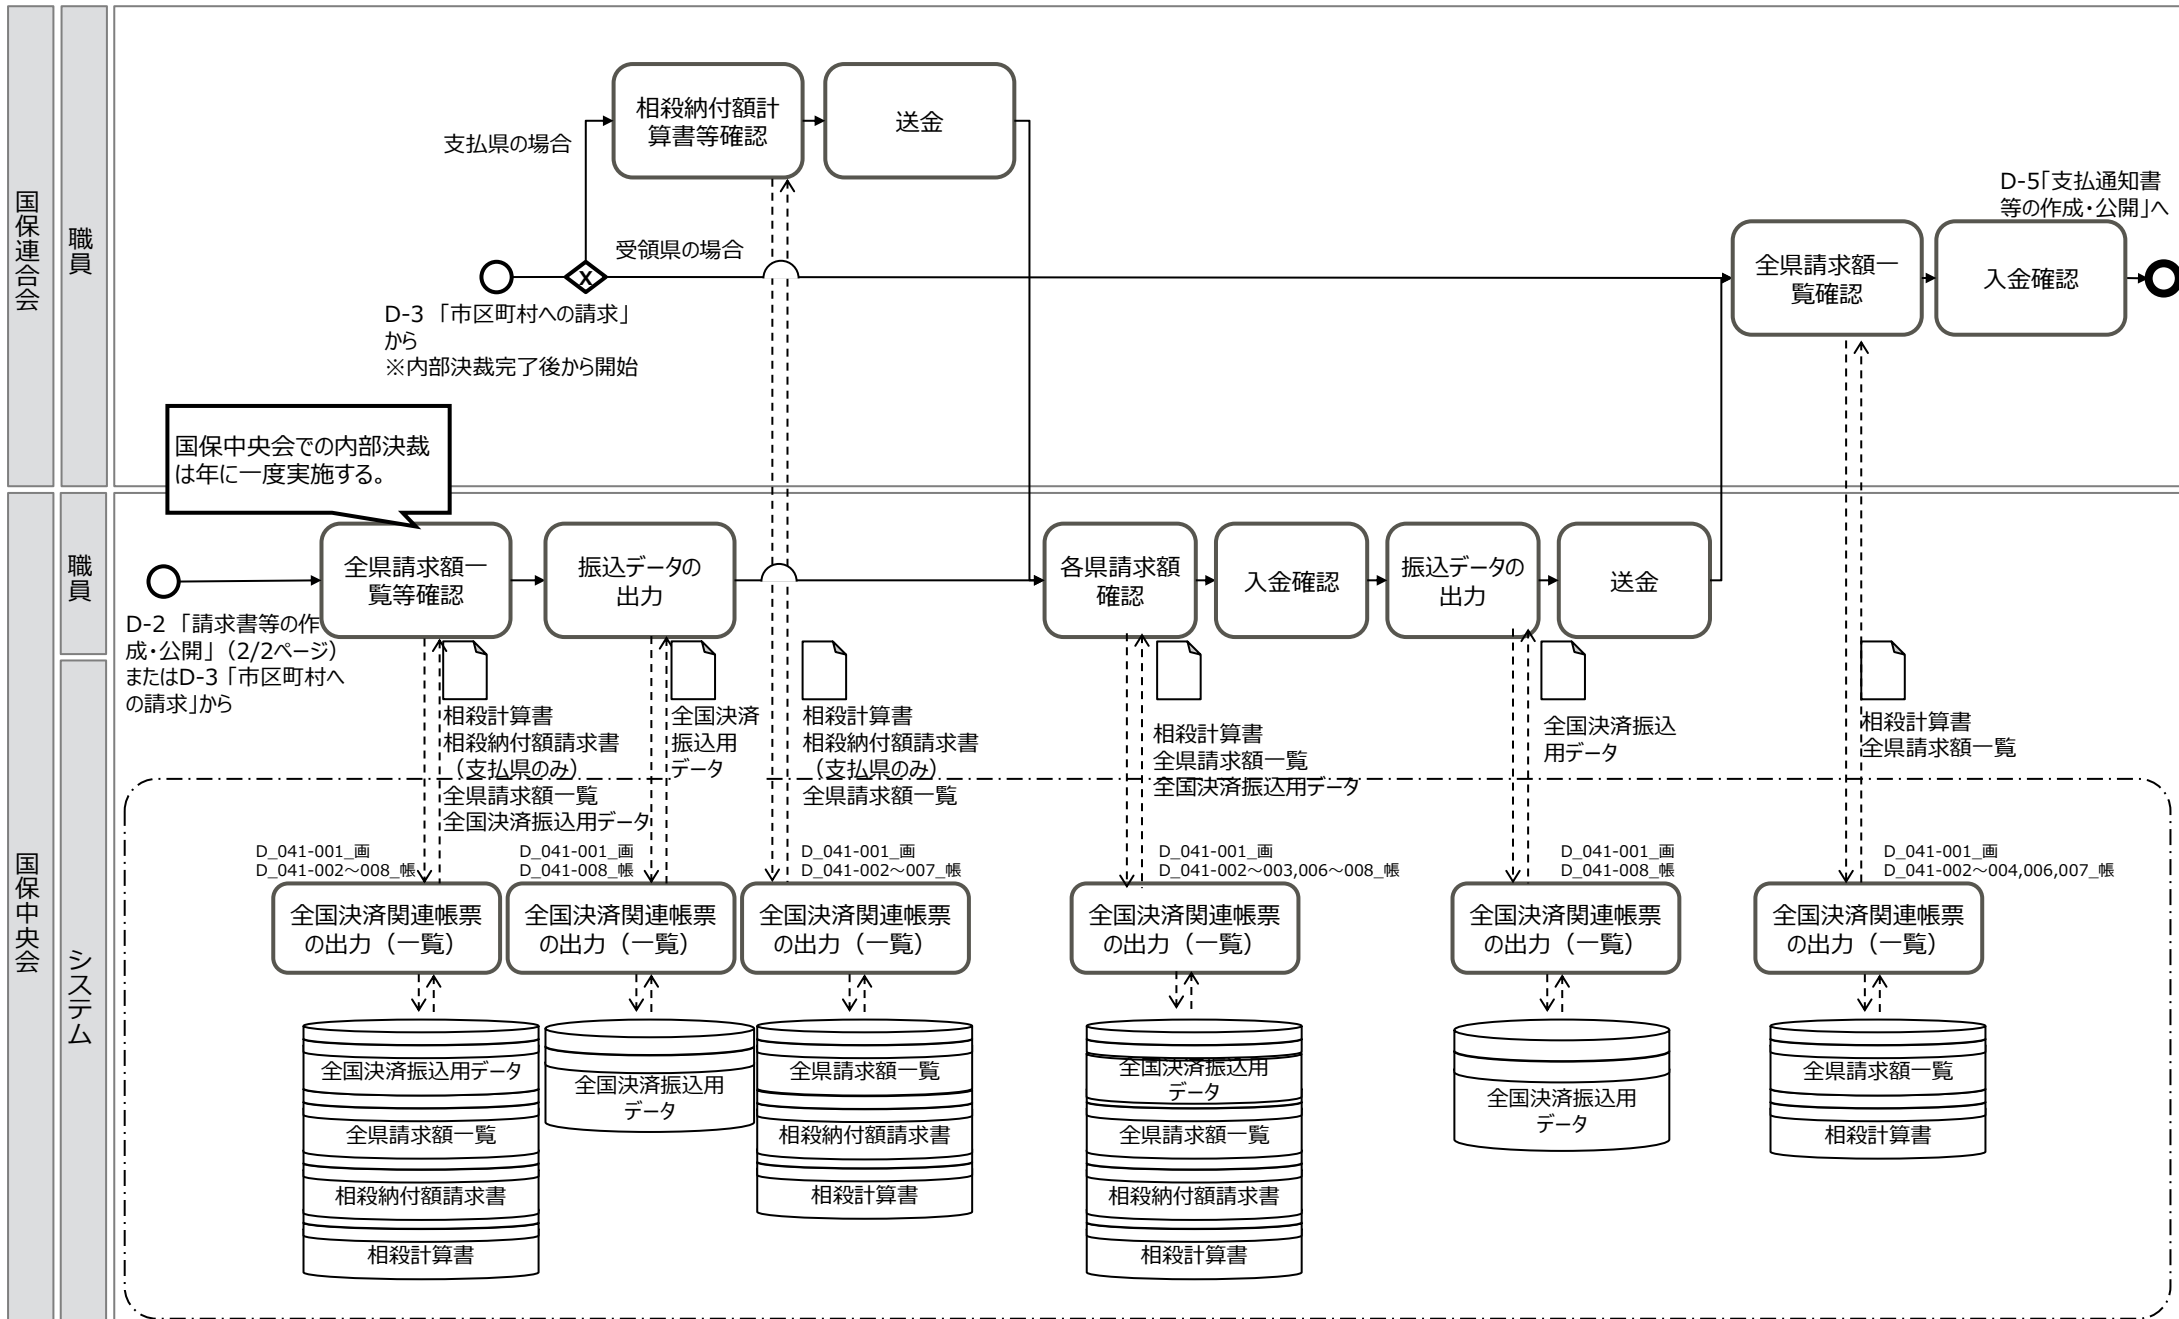 国保連合会
職員
相殺納付額計
算書等確認
送金
支払県の場合
受領県の場合
X
D-3 「市区町村への請求」
から
※内部決裁完了後から開始
D-5「支払通知書
等の作成・公開」へ
全県請求額一
覧確認
入金確認
国保中央会での内部決裁
は年に一度実施する。
国保中央会
職員
D-2 「請求書等の作
成・公開」（2/2ページ）
またはD-3「市区町村へ
の請求」から
全県請求額一
覧等確認
振込データの
出力
各県請求額
確認
入金確認
振込データの
出力
送金
相殺計算書
相殺納付額請求書
（支払県のみ）
全県請求額一覧
全国決済振込用データ
全国決済
振込用
データ
相殺計算書
相殺納付額請求書
（支払県のみ）
全県請求額一覧
相殺計算書
全県請求額一覧
全国決済振込用データ
全国決済振込
用データ
相殺計算書
全県請求額一覧
システム
D_041-001_画
D_041-002～008_帳
D_041-001_画
D_041-008_帳
D_041-001_画
D_041-002～007_帳
D_041-001_画
D_041-002～003,006～008_帳
D_041-001_画
D_041-008_帳
D_041-001_画
D_041-002～004,006,007_帳
全国決済関連帳票
の出力（一覧）
全国決済関連帳票
の出力（一覧）
全国決済関連帳票
の出力（一覧）
全国決済関連帳票
の出力（一覧）
全国決済関連帳票
の出力（一覧）
全国決済関連帳票
の出力（一覧）
全国決済振込用データ
全県請求額一覧
相殺納付額請求書
相殺計算書
全国決済振込用
データ
全県請求額一覧
相殺納付額請求書
相殺計算書
全国決済振込用
データ
全県請求額一覧
相殺納付額請求書
相殺計算書
全国決済振込用
データ
全県請求額一覧
相殺計算書